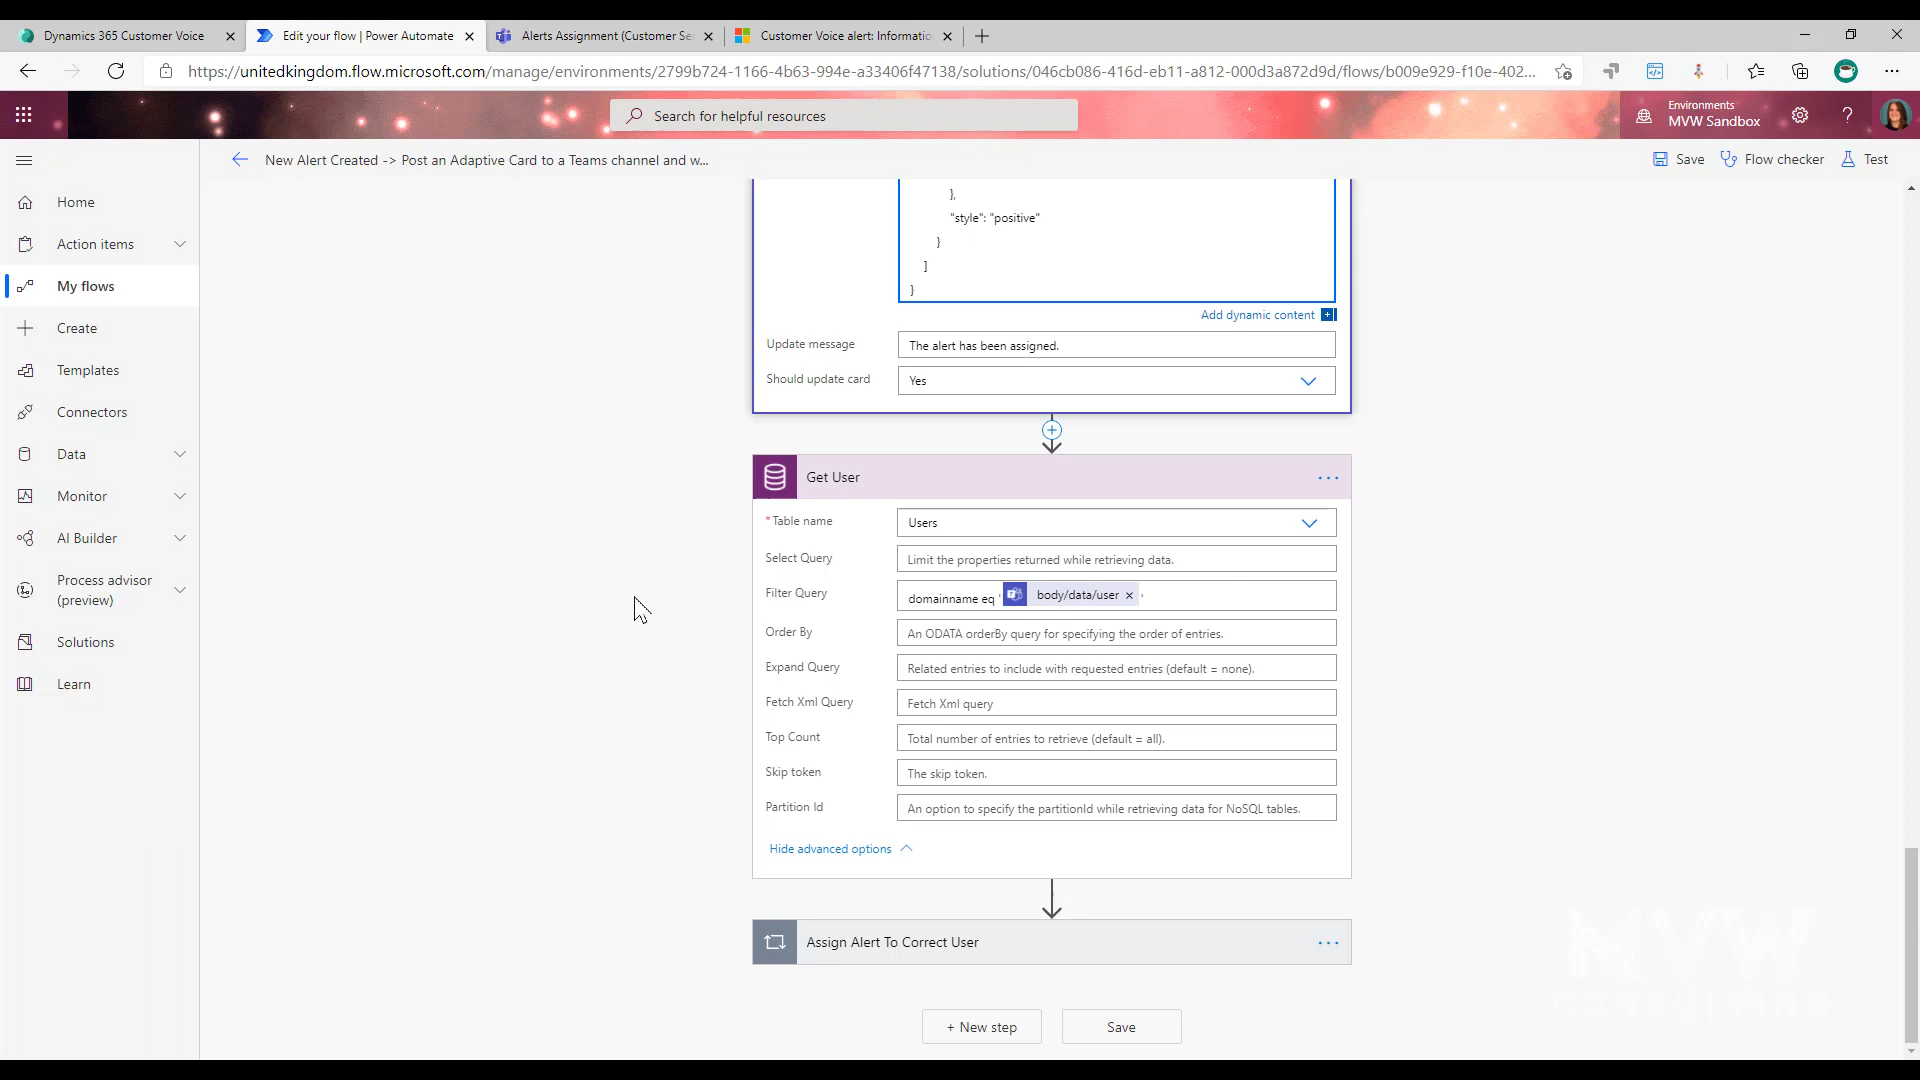 Dynamics 365 Customer Voice
Edit your flow | Power Automate
Alerts Assignment (Customer Se
Customer Voice alert: Informatio
https://unitedkingdom.flow.microsoft.com/manage/environments/2799b724-1166-4b63-994e-a33406f47138/solutions/046cb086-416d-eb11-a812-000d3a872d9d/flows/b009e929-f10e-402...
Search for helpful resources
Environments
MVW Sandbox
New Alert Created -> Post an Adaptive Card to a Teams channel and w...
Save
Flow checker
Test
Home
Action items
My flows
Create
Templates
Connectors
Data
Monitor
AI Builder
Process advisor
(preview)
Solutions
Learn
},
"style": "positive"
}
]
}
Add dynamic content
Update message
The alert has been assigned.
Should update card
Yes
Get User
* Table name
Users
Select Query
Limit the properties returned while retrieving data.
Filter Query
domainname eq ' body/data/user × '
Order By
An ODATA orderBy query for specifying the order of entries.
Expand Query
Related entries to include with requested entries (default = none).
Fetch Xml Query
Fetch Xml query
Top Count
Total number of entries to retrieve (default = all).
Skip token
The skip token.
Partition Id
An option to specify the partitionId while retrieving data for NoSQL tables.
Hide advanced options
Assign Alert To Correct User
+ New step
Save
MVW
CONSULTING